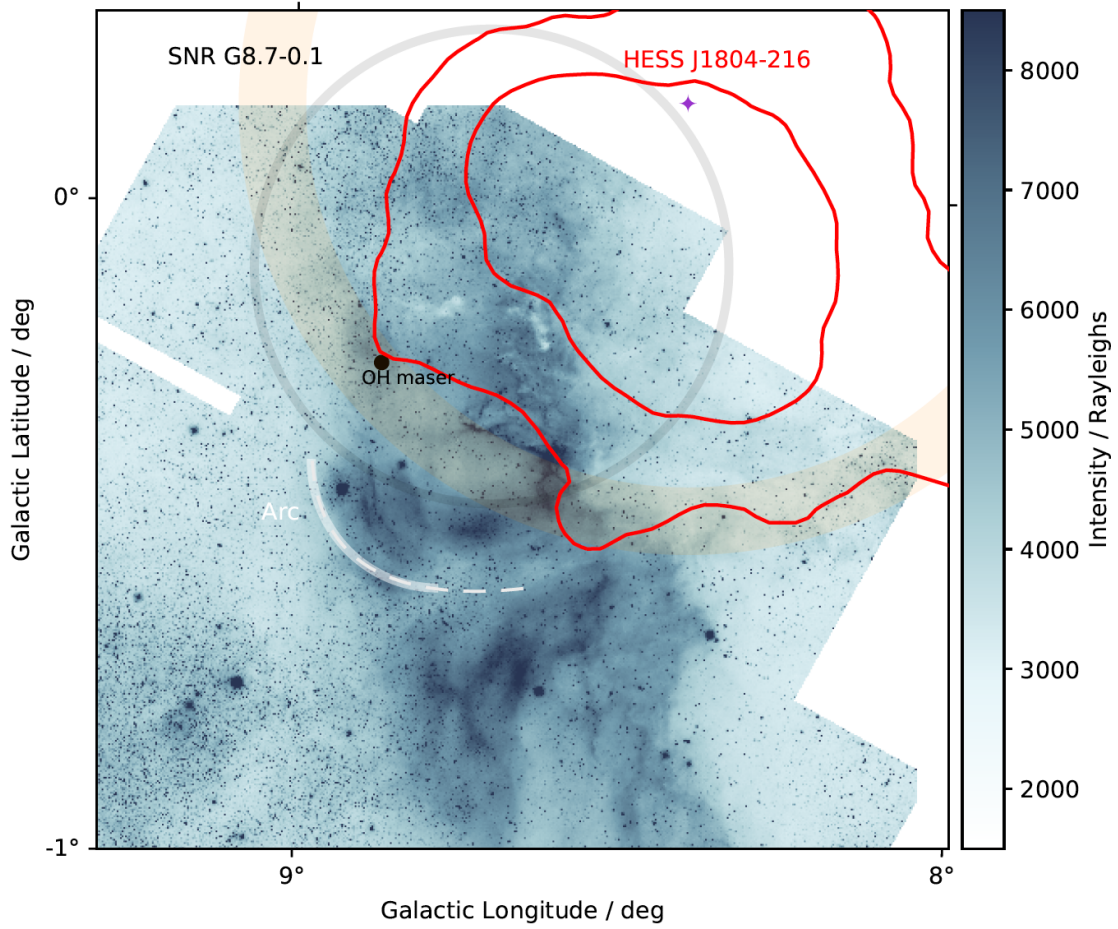 SNR G8.7-0.1
HESS J1804-216
OH maser
Arc
0°
-1°
9°
8°
Galactic Longitude / deg
Galactic Latitude / deg
8000
7000
6000
5000
4000
3000
2000
Intensity / Rayleighs